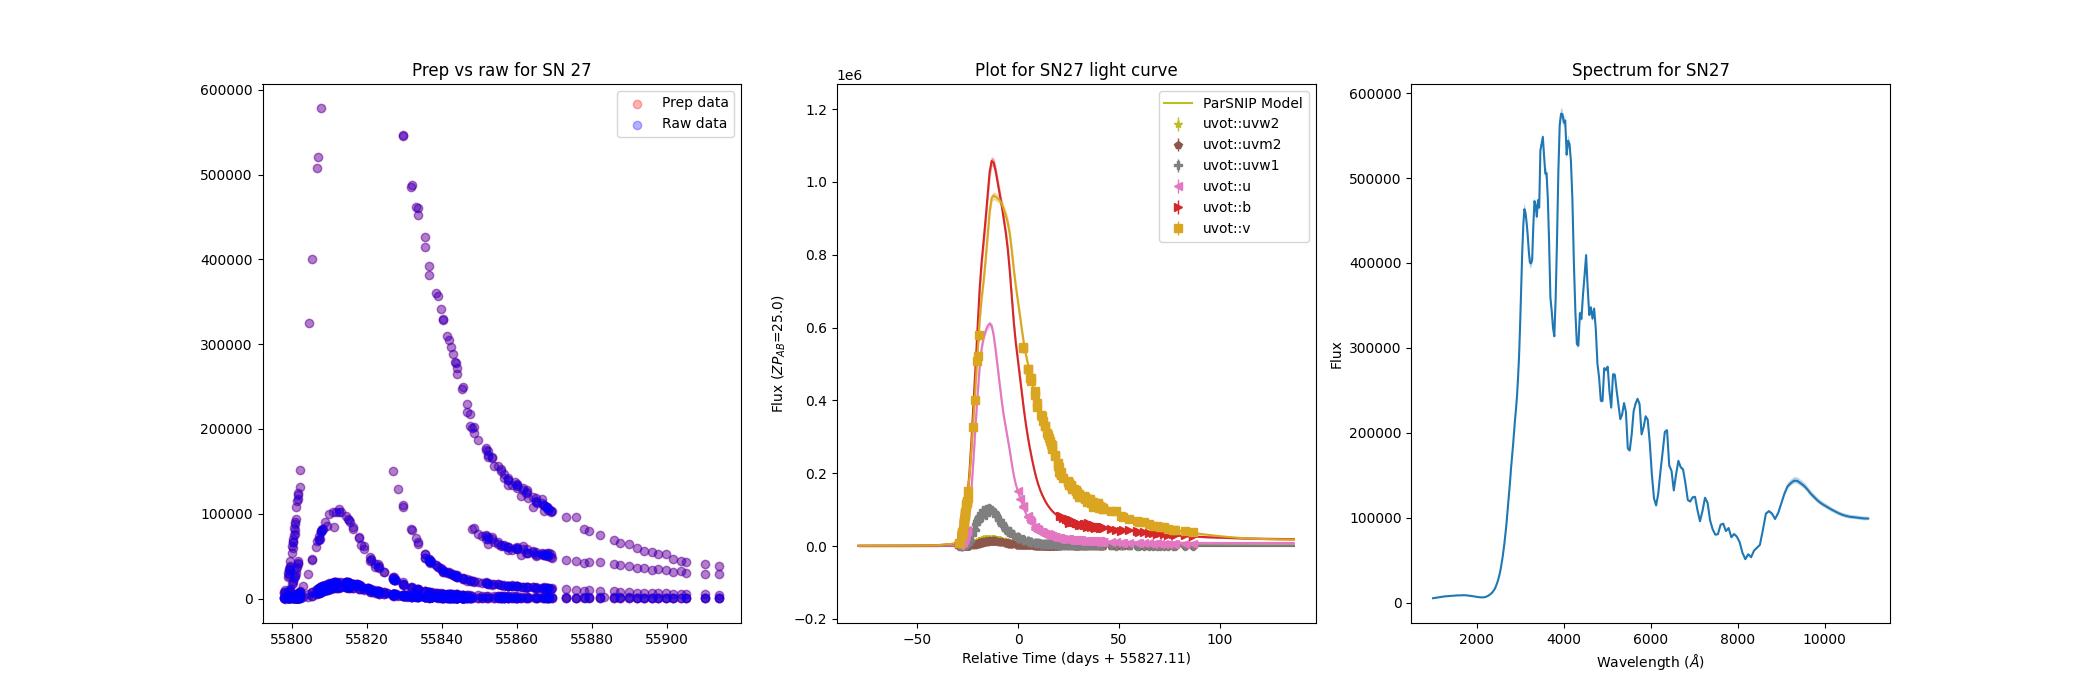 Prep vs raw for SN 27
600000
500000
400000
300000
200000
100000
0
55800
55820
55840
55860
55880
55900
Prep data
Raw data
Plot for SN27 light curve
1e6
Flux (ZP_AB=25.0)
1.2
1.0
0.8
0.6
0.4
0.2
0.0
−0.2
−50
0
50
100
Relative Time (days + 55827.11)
ParSNIP Model
uvot::uvw2
uvot::uvm2
uvot::uvw1
uvot::u
uvot::b
uvot::v
Spectrum for SN27
Flux
600000
500000
400000
300000
200000
100000
0
2000
4000
6000
8000
10000
Wavelength (Å)